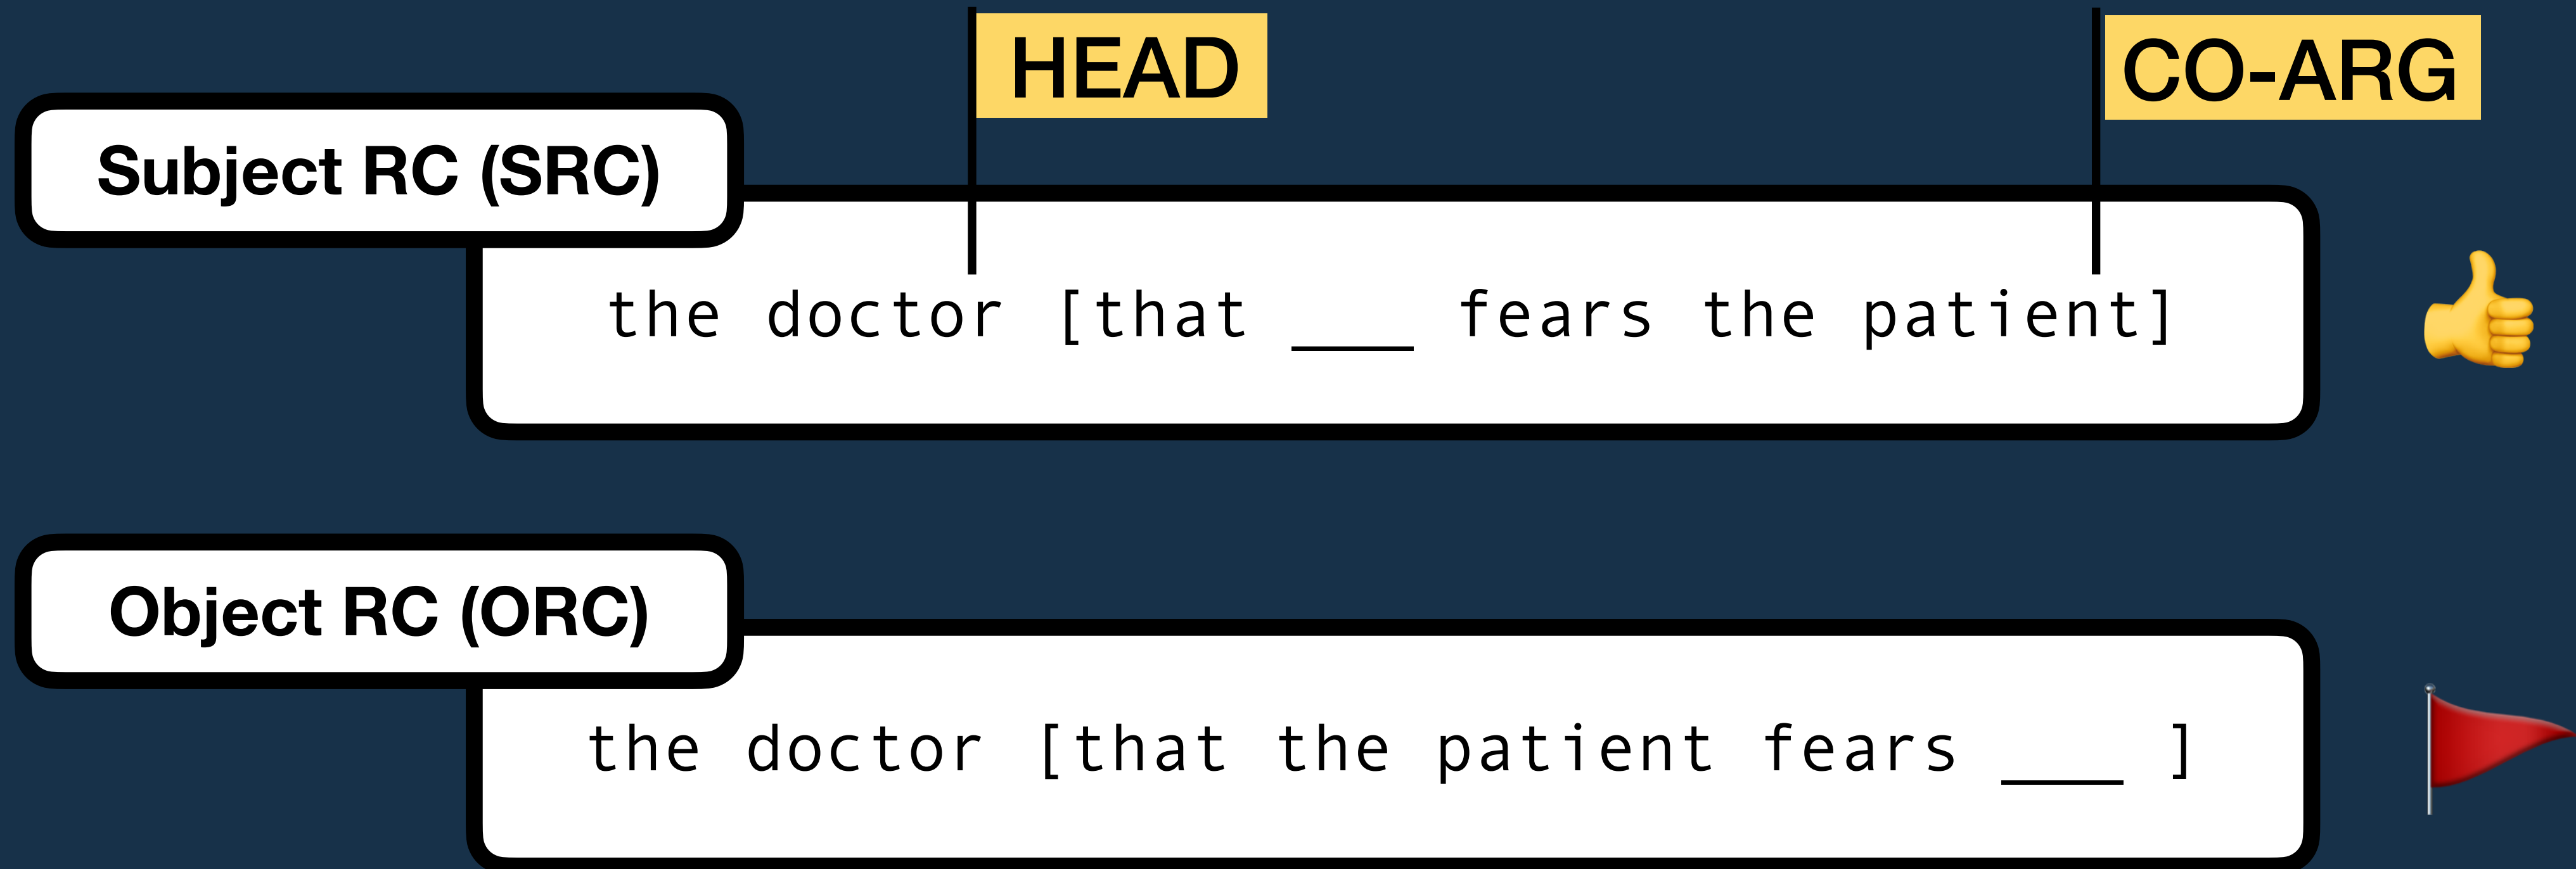 HEAD
CO-ARG
Subject RC (SRC)
the doctor [that ___ fears the patient]
Object RC (ORC)
the doctor [that the patient fears ___ ]